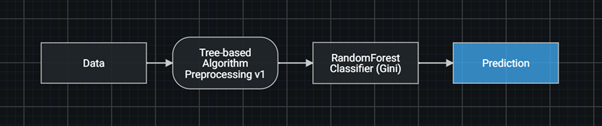 Data
Tree-based
Algorithm
Preprocessing v1
RandomForest
Classifier (Gini)
Prediction